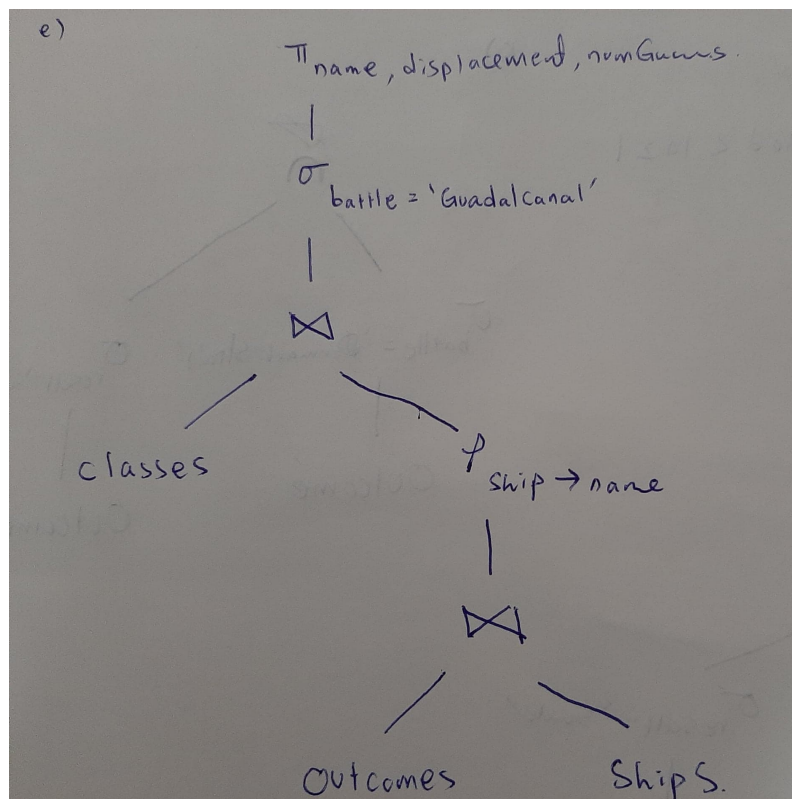 e)
π name, displacement, numGuns.
σ battle = 'Guadalcanal'
⋈
classes
ρ ship → name
⋈
Outcomes Ships.